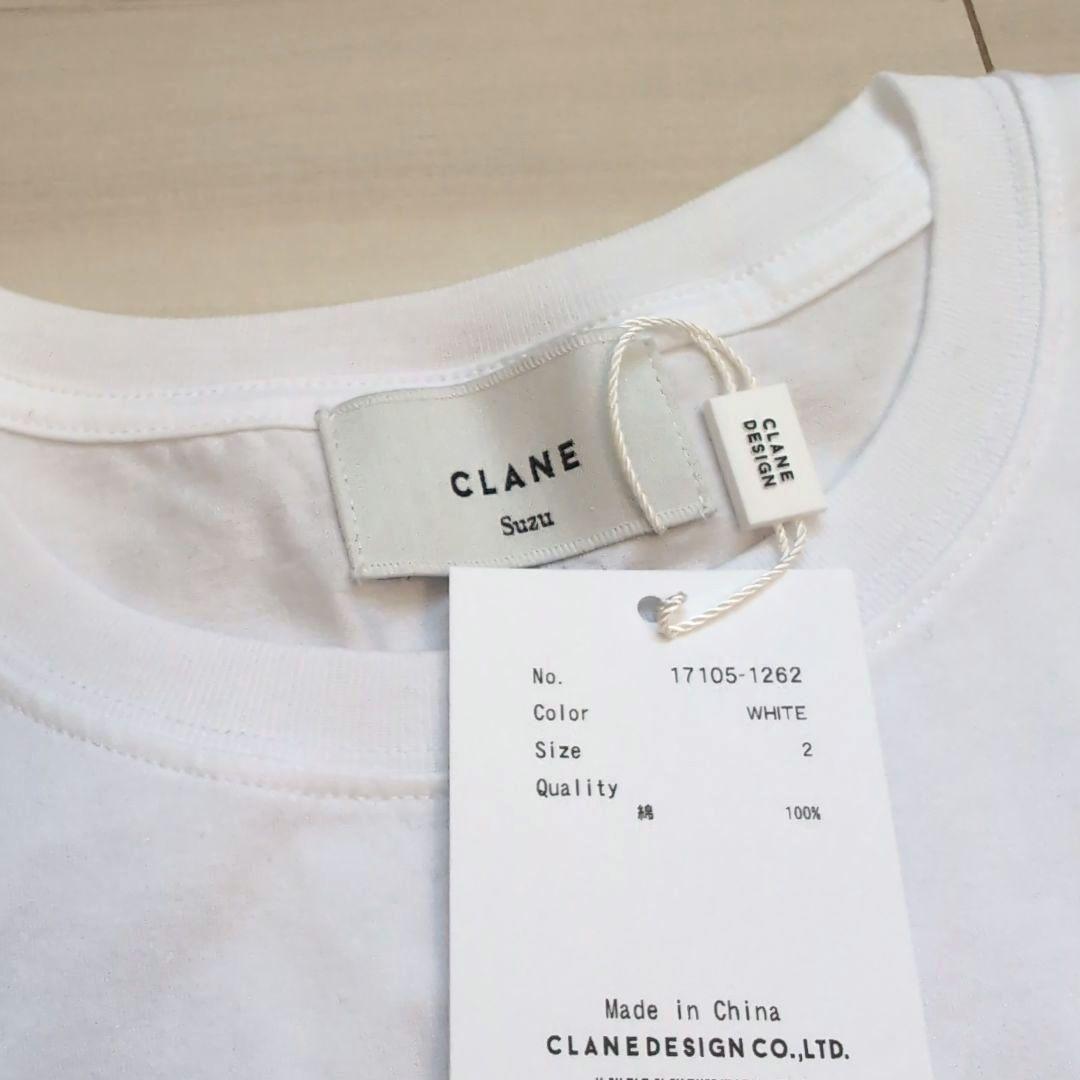 CLANE
Suzu
CLANE
DESIGN
No. 17105-1262
Color WHITE
Size 2
Quality
綿 100%
Made in China
CLANEDESIGN CO.,LTD.